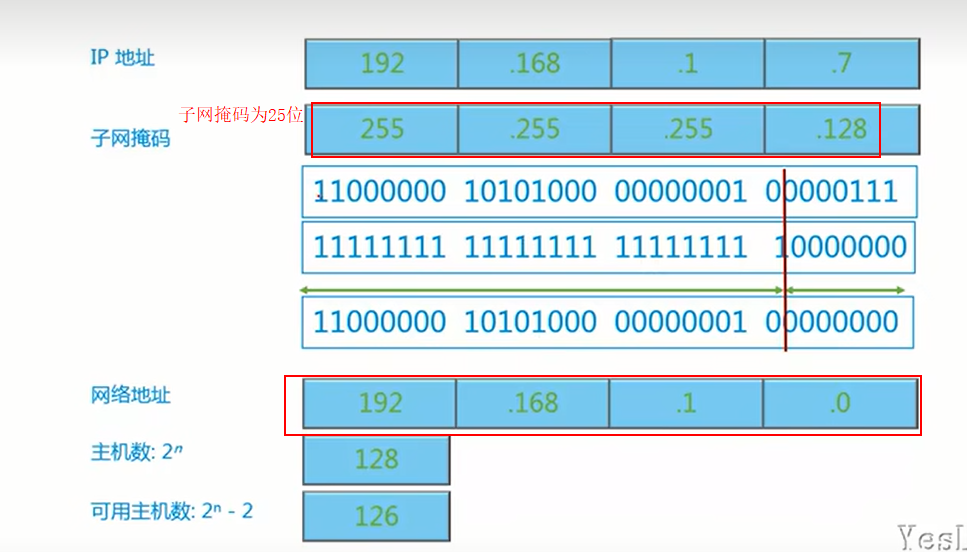 IP 地址 192 .168 .1 .7
子网掩码为25位
子网掩码 255 .255 .255 .128
11000000 10101000 00000001 00000111
11111111 11111111 11111111 10000000
11000000 10101000 00000001 00000000
网络地址 192 .168 .1 .0
主机数: 2ⁿ 128
可用主机数: 2ⁿ - 2 126